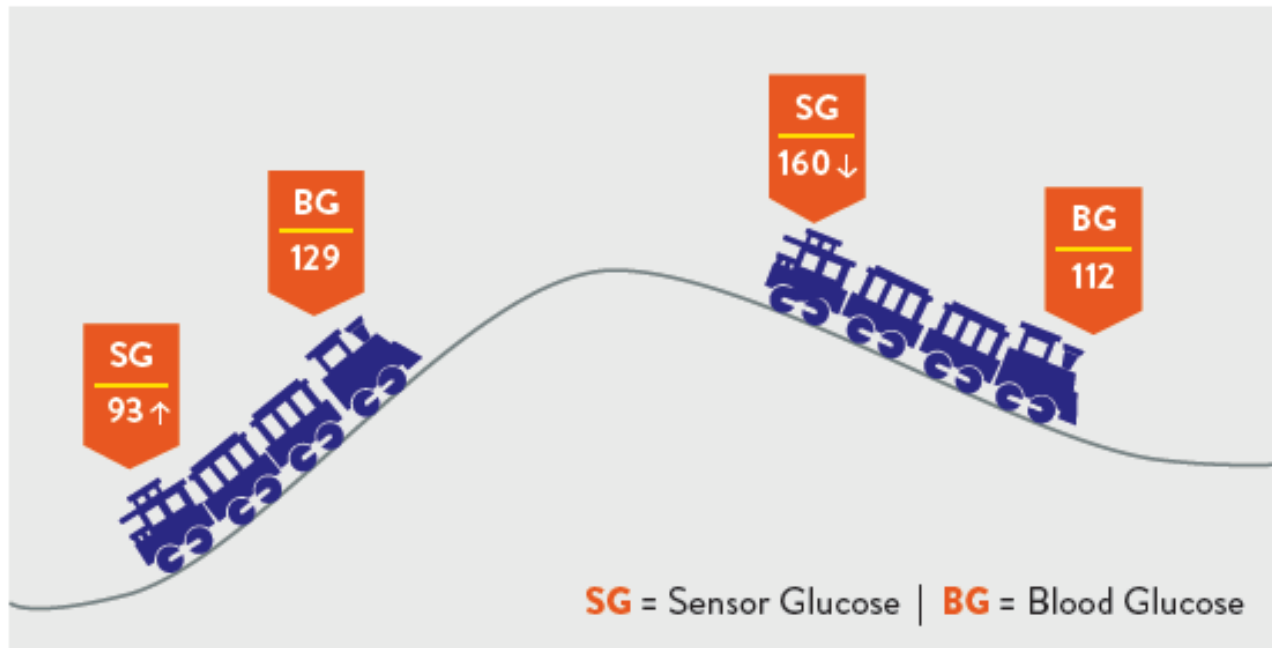 SG
93↑
BG
129
SG
160↓
BG
112
SG = Sensor Glucose | BG = Blood Glucose